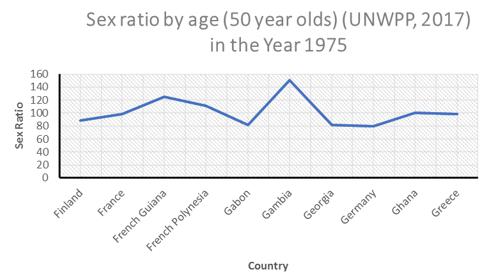 Sex ratio by age (50 year olds) (UNWPP, 2017)
in the Year 1975
160
140
120
100
80
60
40
20
0
Sex Ratio
Finland
France
French Guiana
French Polynesia
Gabon
Gambia
Georgia
Germany
Ghana
Greece
Country